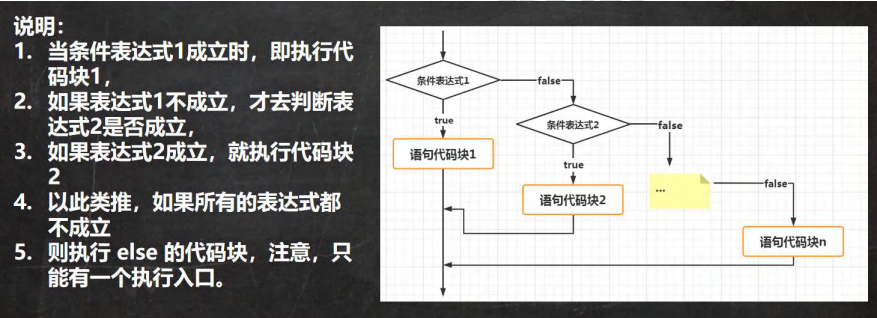 说明：
1. 当条件表达式1成立时，即执行代
码块1，
2. 如果表达式1不成立，才去判断表
达式2是否成立，
3. 如果表达式2成立，就执行代码块
2
4. 以此类推，如果所有的表达式都
不成立
5. 则执行 else 的代码块，注意，只
能有一个执行入口。
条件表达式1
false
true
条件表达式2
false
语句代码块1
true
...
false
语句代码块2
语句代码块n